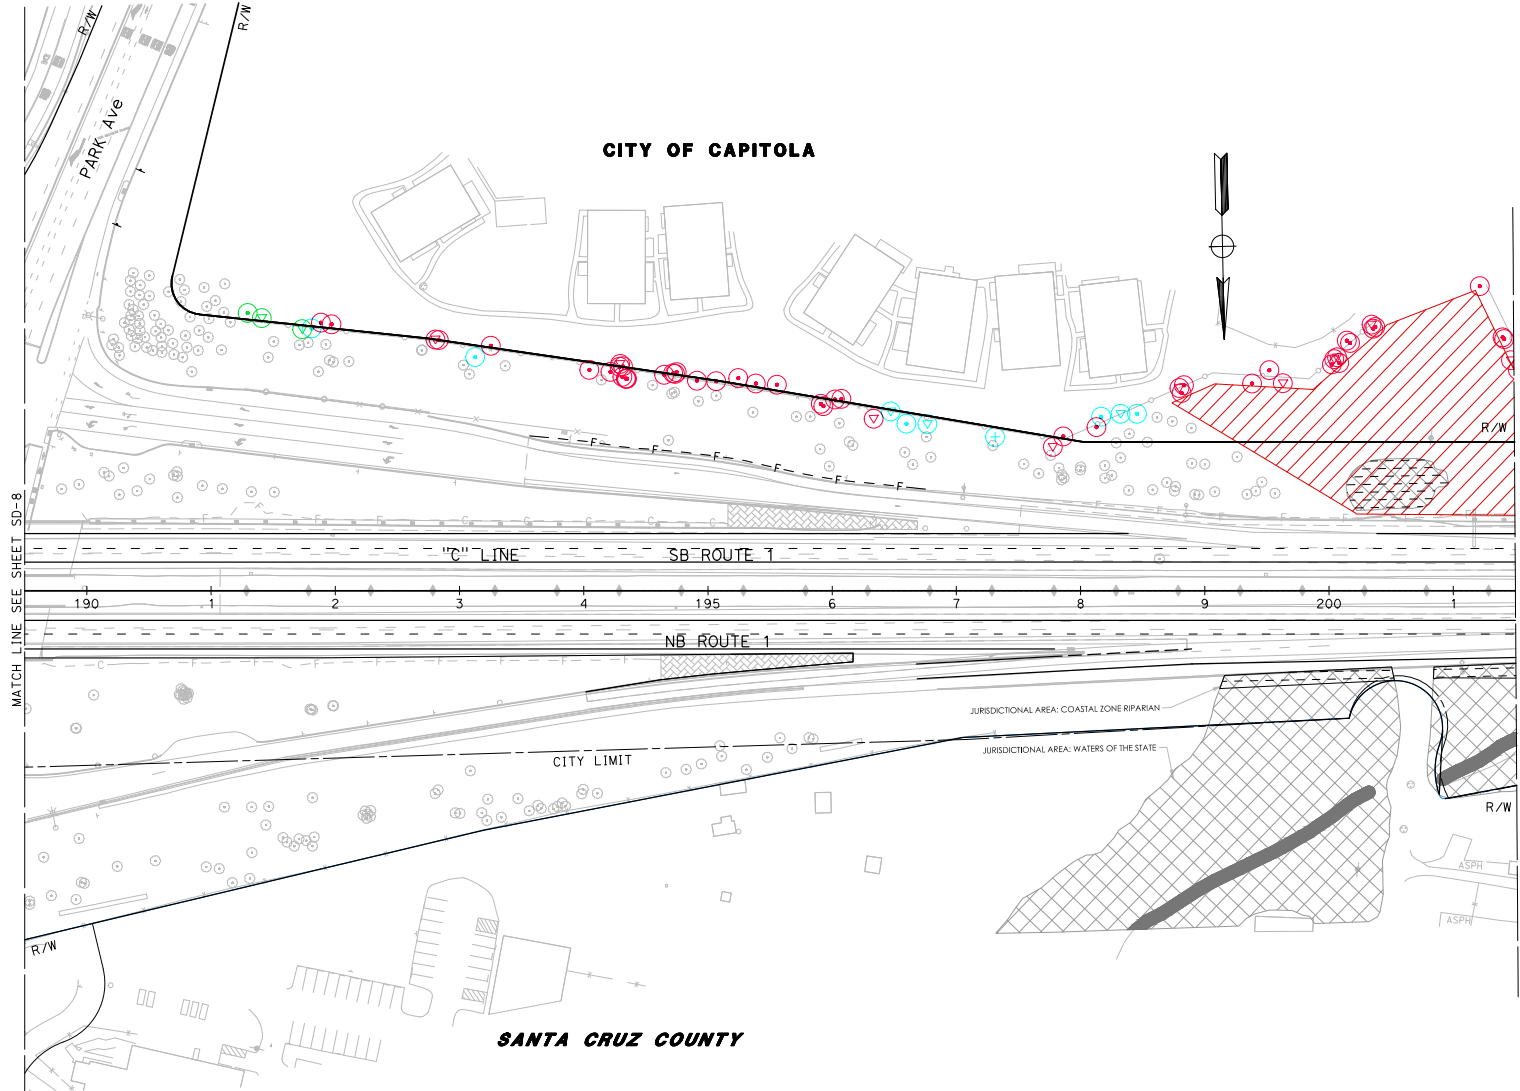 R/W
R/W
PARK Ave
CITY OF CAPITOLA
R/W
F F F F F F
MATCH LINE SEE SHEET SD-8
F F F C C C C
"C" LINE SB ROUTE 1
190 1 2 3 4 195 6 7 8 9 200 1
NB ROUTE 1
C F F F F
JURISDICTIONAL AREA: COASTAL ZONE RIPARIAN
JURISDICTIONAL AREA: WATERS OF THE STATE
CITY LIMIT
R/W
ASPH
ASPH
R/W
SANTA CRUZ COUNTY